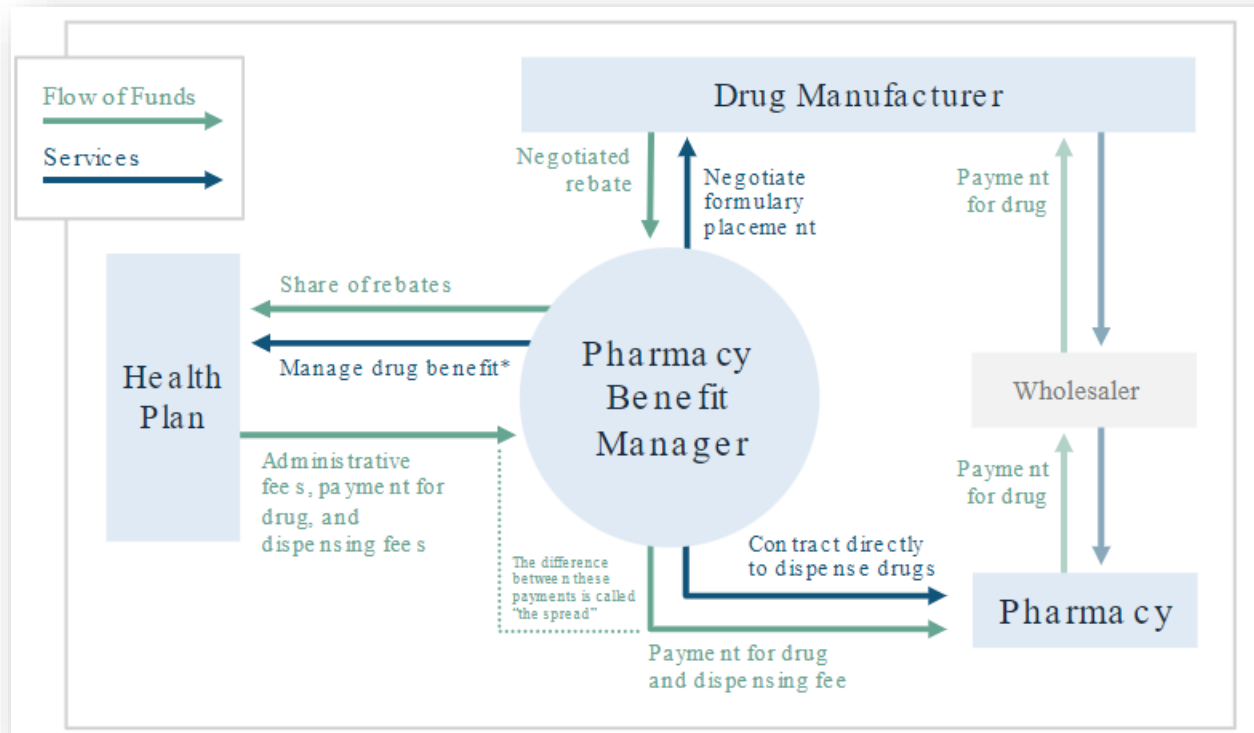 Flow of Funds
Services
Drug Manufacturer
Negotiated
rebate
Negotiate
formulary
placement
Payment
for drug
Share of rebates
Manage drug benefit*
Health
Plan
Pharmacy
Benefit
Manager
Wholesaler
Administrative
fees, payment for
drug, and
dispensing fees
Payment
for drug
The difference
between these
payments is called
"the spread"
Contract directly
to dispense drugs
Pharmacy
Payment for drug
and dispensing fee